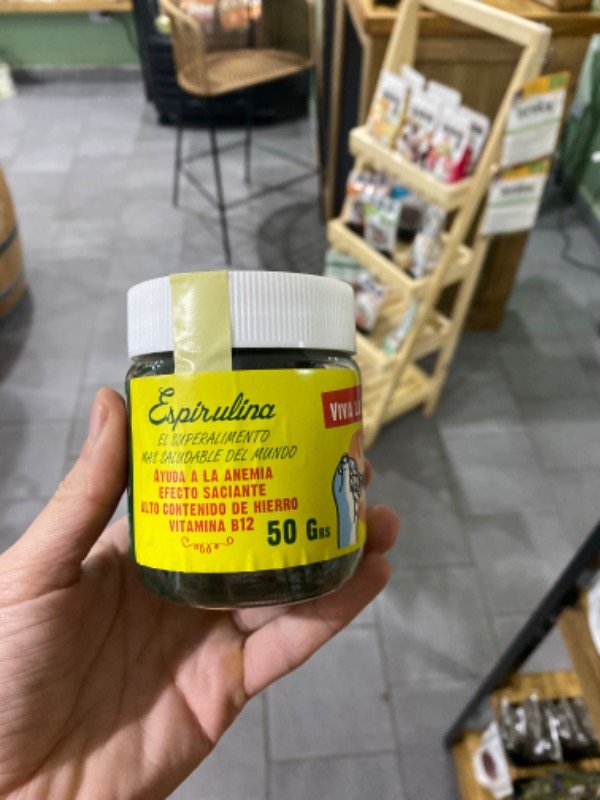 Espirulina
EL SUPERALIMENTO
MAS SALUDABLE DEL MUNDO
AYUDA A LA ANEMIA
EFECTO SACIANTE
ALTO CONTENIDO DE HIERRO
VITAMINA B12
50 GRS
VIVA